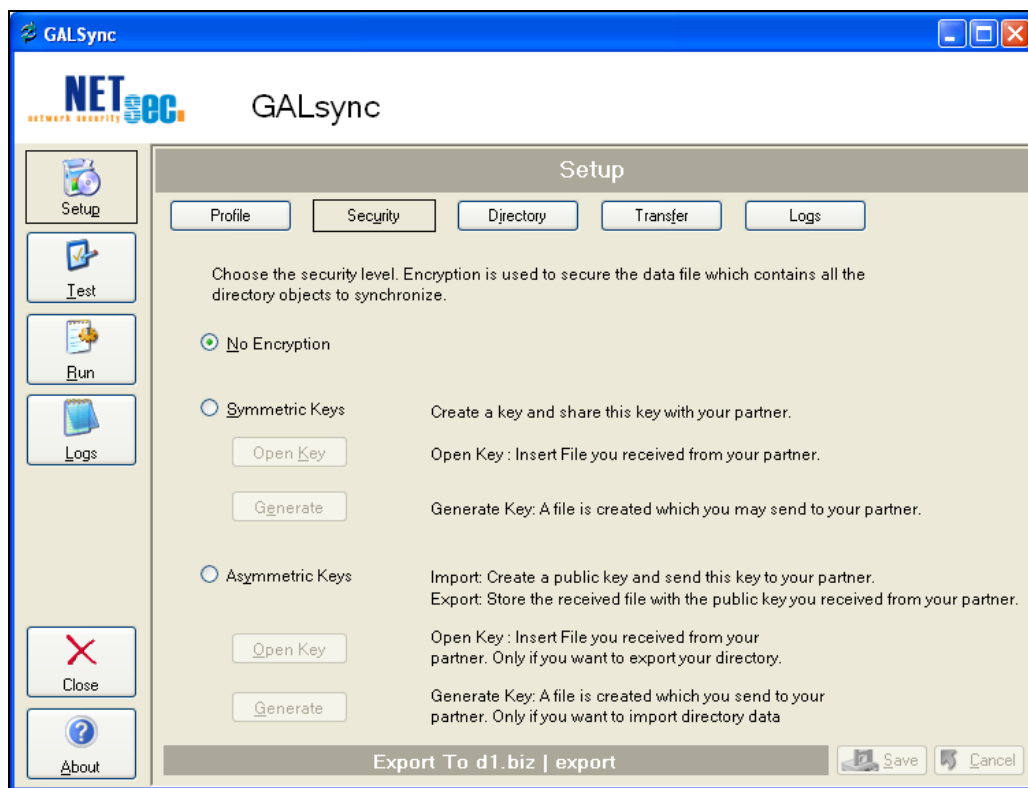 GALSync
NETsec.
network security
GALsync
Setup
Setup
Profile
Security
Directory
Transfer
Logs
Test
Run
Logs
Close
About
Choose the security level. Encryption is used to secure the data file which contains all the
directory objects to synchronize.
No Encryption
Symmetric Keys
Create a key and share this key with your partner.
Open Key
Open Key : Insert File you received from your partner.
Generate
Generate Key: A file is created which you may send to your partner.
Asymmetric Keys
Import: Create a public key and send this key to your partner.
Export: Store the received file with the public key you received from your partner.
Open Key
Open Key : Insert File you received from your
partner. Only if you want to export your directory.
Generate
Generate Key: A file is created which you send to your
partner. Only if you want to import directory data
Export To d1.biz | export
Save
Cancel